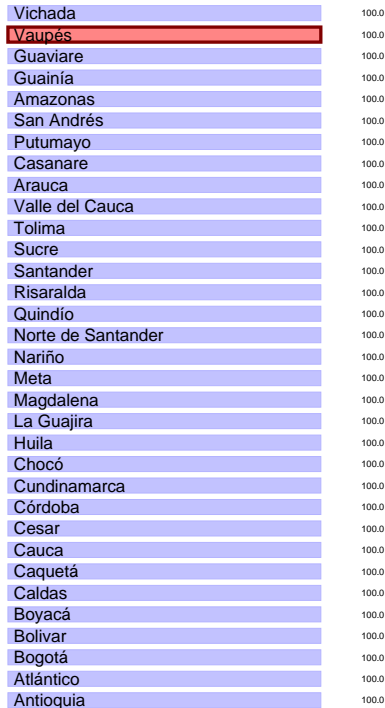 Vichada 100.0
Vaupés 100.0
Guaviare 100.0
Guainía 100.0
Amazonas 100.0
San Andrés 100.0
Putumayo 100.0
Casanare 100.0
Arauca 100.0
Valle del Cauca 100.0
Tolima 100.0
Sucre 100.0
Santander 100.0
Risaralda 100.0
Quindío 100.0
Norte de Santander 100.0
Nariño 100.0
Meta 100.0
Magdalena 100.0
La Guajira 100.0
Huila 100.0
Chocó 100.0
Cundinamarca 100.0
Córdoba 100.0
Cesar 100.0
Cauca 100.0
Caquetá 100.0
Caldas 100.0
Boyacá 100.0
Bolivar 100.0
Bogotá 100.0
Atlántico 100.0
Antioquia 100.0